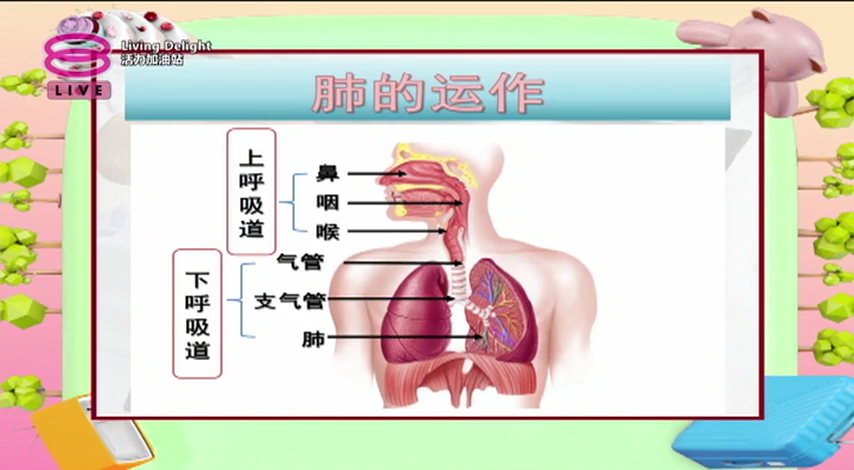 Living Delight
活力加油站
LIVE
肺的运作
上呼吸道
鼻
咽
喉
下呼吸道
气管
支气管
肺